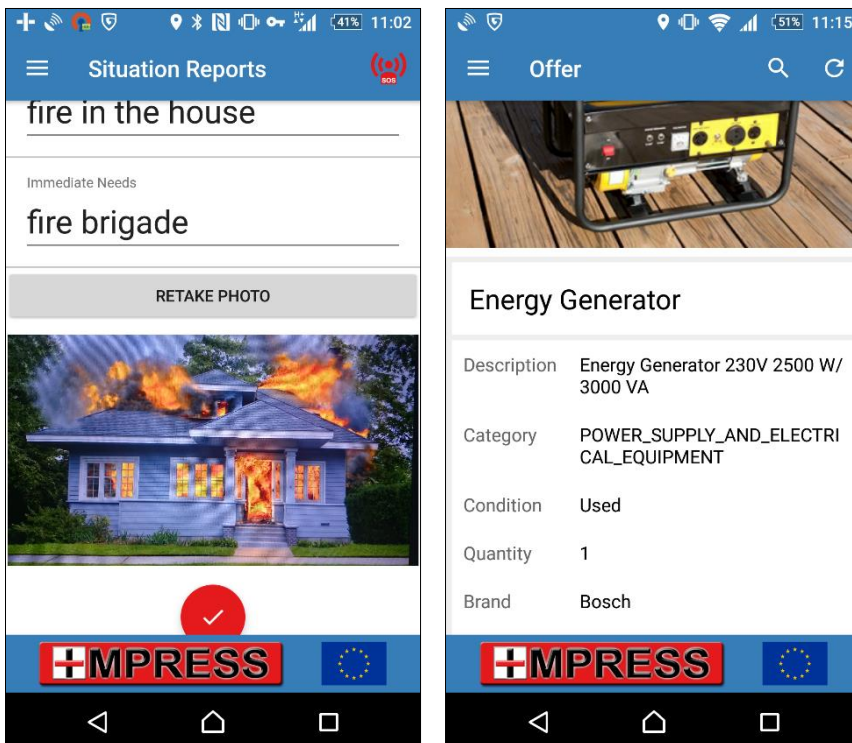 41% 11:02
Situation Reports
SOS
fire in the house
Immediate Needs
fire brigade
RETAKE PHOTO
MPRESS
51% 11:15
Offer
Energy Generator
Description Energy Generator 230V 2500 W/
3000 VA
Category POWER_SUPPLY_AND_ELECTRI
CAL_EQUIPMENT
Condition Used
Quantity 1
Brand Bosch
MPRESS